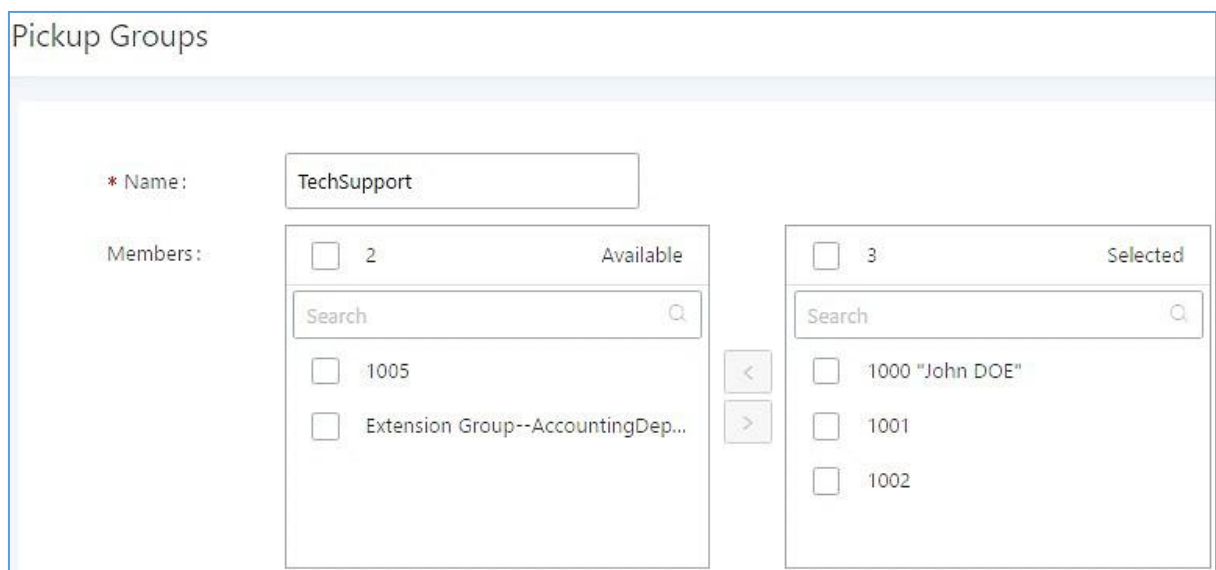 Pickup Groups
* Name:
TechSupport
Members:
2 Available
Search
1005
Extension Group--AccountingDep...
<
>
3 Selected
Search
1000 "John DOE"
1001
1002